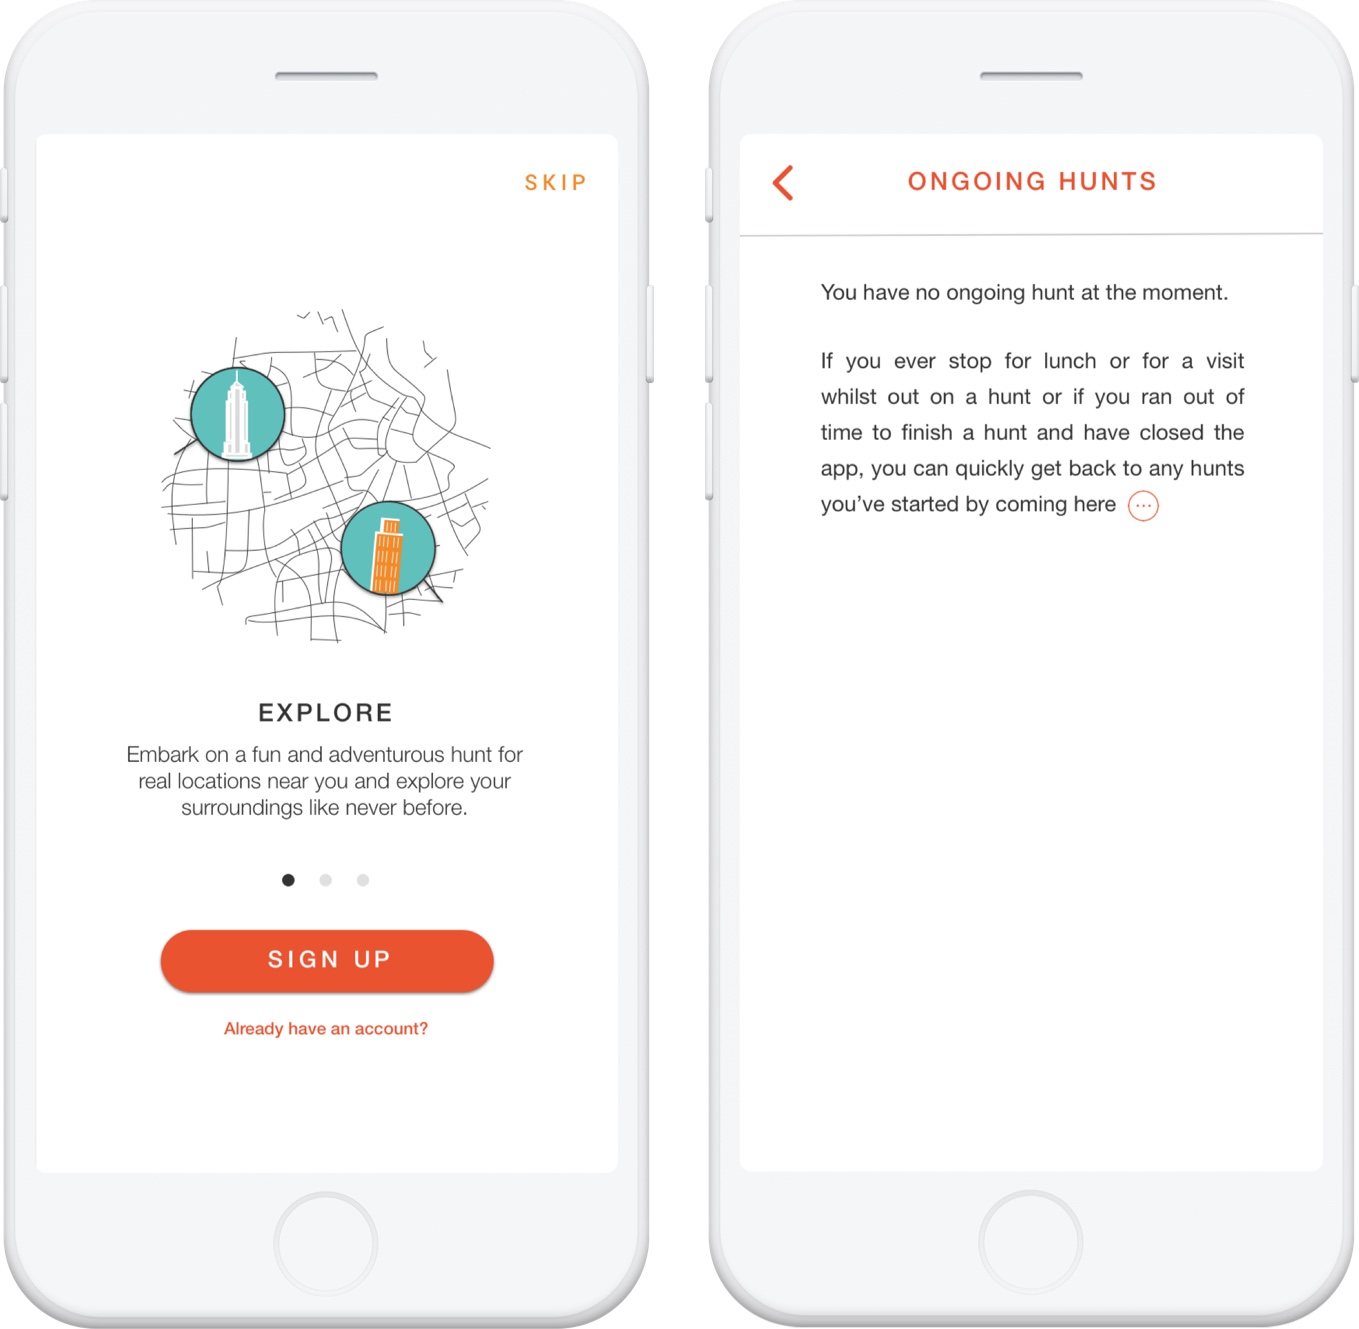 SKIP
EXPLORE
Embark on a fun and adventurous hunt for
real locations near you and explore your
surroundings like never before.
SIGN UP
Already have an account?
ONGOING HUNTS
You have no ongoing hunt at the moment.
If you ever stop for lunch or for a visit
whilst out on a hunt or if you ran out of
time to finish a hunt and have closed the
app, you can quickly get back to any hunts
you’ve started by coming here